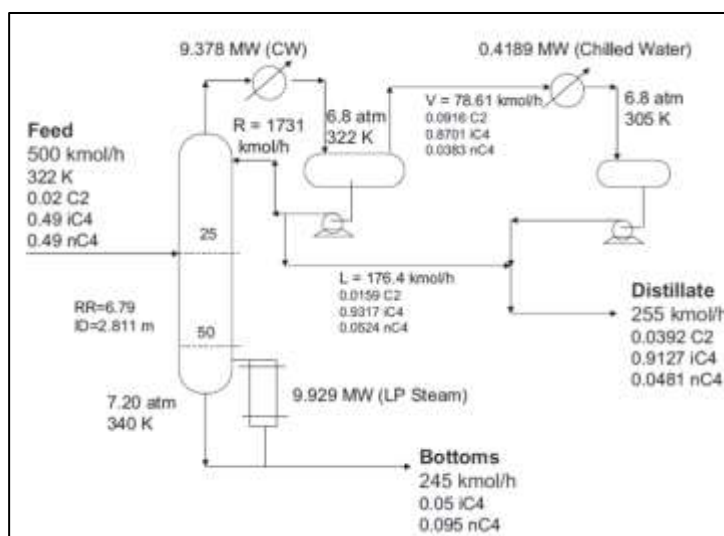 9.378 MW (CW)
0.4189 MW (Chilled Water)
V = 78.61 kmol/h
0.0916 C2
0.8701 iC4
0.0383 nC4
6.8 atm
322 K
6.8 atm
305 K
R = 1731
kmol/h
Feed
500 kmol/h
322 K
0.02 C2
0.49 iC4
0.49 nC4
25
L = 176.4 kmol/h
0.0159 C2
0.9317 iC4
0.0524 nC4
RR=6.79
ID=2.811 m
50
Distillate
255 kmol/h
0.0392 C2
0.9127 iC4
0.0481 nC4
7.20 atm
340 K
9.929 MW (LP Steam)
Bottoms
245 kmol/h
0.05 iC4
0.095 nC4